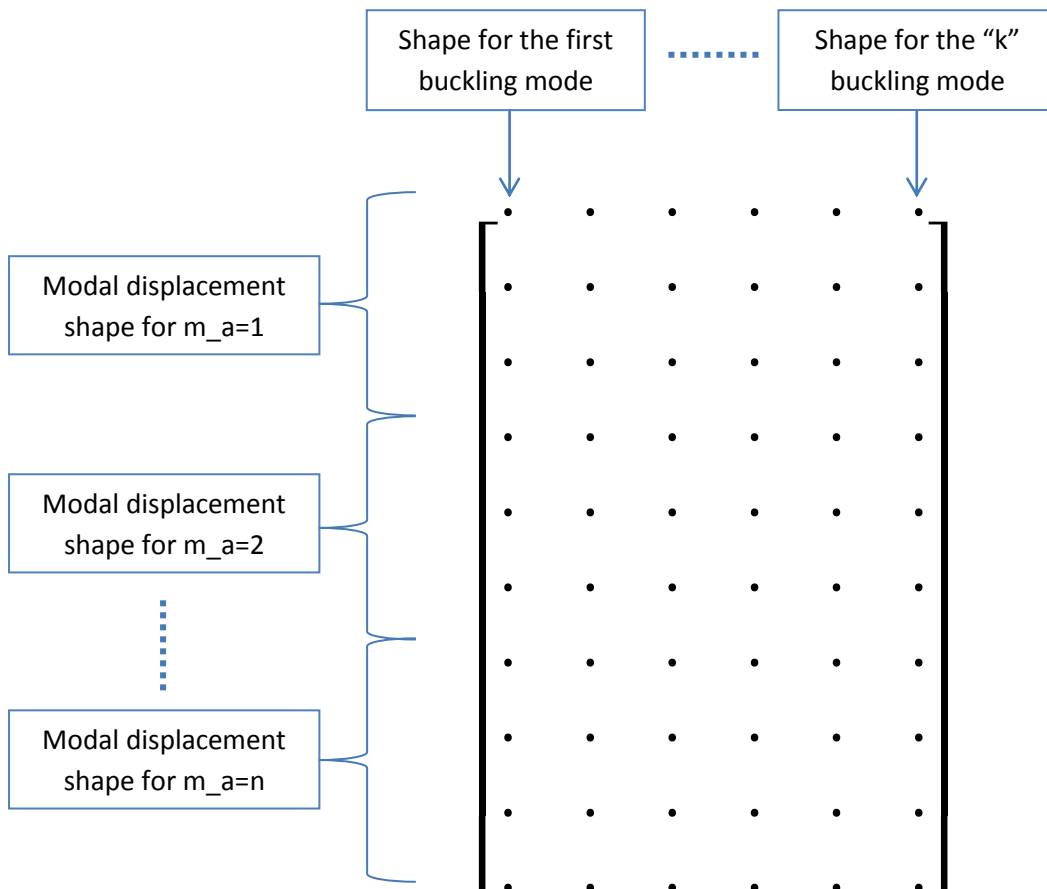 Shape for the first
buckling mode
Shape for the “k”
buckling mode
Modal displacement
shape for m_a=1
Modal displacement
shape for m_a=2
Modal displacement
shape for m_a=n